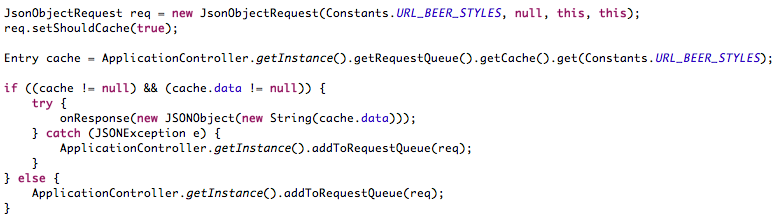 JsonObjectRequest req = new JsonObjectRequest(Constants.URL_BEER_STYLES, null, this, this);
req.setShouldCache(true);
Entry cache = ApplicationController.getInstance().getRequestQueue().getCache().get(Constants.URL_BEER_STYLES);
if ((cache != null) && (cache.data != null)) {
try {
onResponse(new JSONObject(new String(cache.data)));
} catch (JSONException e) {
ApplicationController.getInstance().addToRequestQueue(req);
}
} else {
ApplicationController.getInstance().addToRequestQueue(req);
}